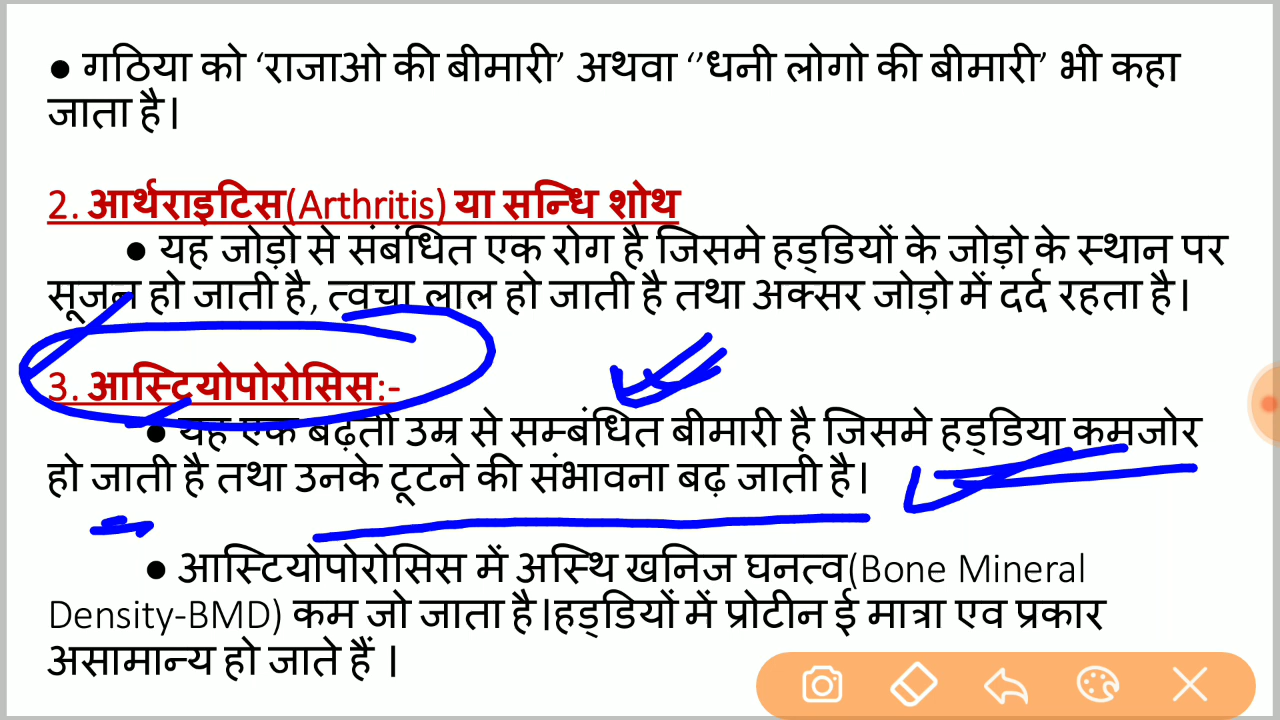 ● गठिया को ‘राजाओ की बीमारी’ अथवा ‘’धनी लोगो की बीमारी’ भी कहा
जाता है।
2. आर्थराइटिस(Arthritis) या सन्धि शोथ
● यह जोड़ो से संबंधित एक रोग है जिसमे हड्डियों के जोड़ो के स्थान पर
सूजन हो जाती है, त्वचा लाल हो जाती है तथा अक्सर जोड़ो में दर्द रहता है।
3. आस्टियोपोरोसिस:-
● यह एक बढ़ती उम्र से सम्बंधित बीमारी है जिसमे हड्डिया कमजोर
हो जाती है तथा उनके टूटने की संभावना बढ़ जाती है।
● आस्टियोपोरोसिस में अस्थि खनिज घनत्व(Bone Mineral
Density-BMD) कम जो जाता है।हड्डियों में प्रोटीन ई मात्रा एव प्रकार
असामान्य हो जाते हैं ।